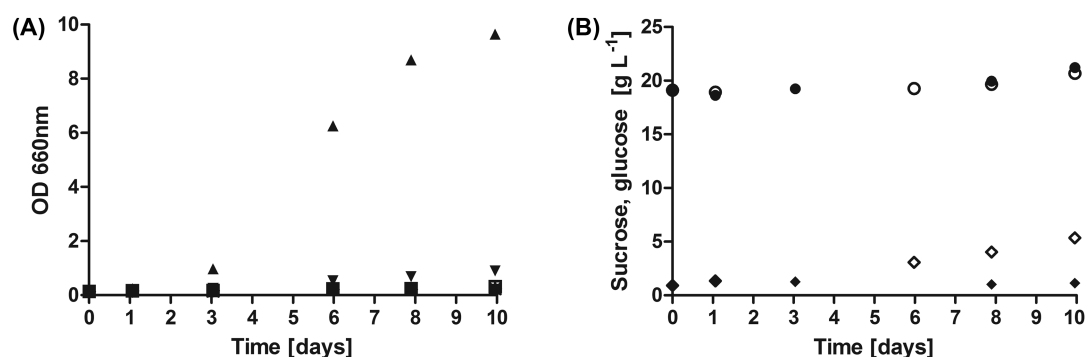 (A)
OD 660nm
10
8
6
4
2
0
0 1 2 3 4 5 6 7 8 9 10
Time [days]
(B)
Sucrose, glucose [g L⁻¹]
25
20
15
10
5
0
0 1 2 3 4 5 6 7 8 9 10
Time [days]